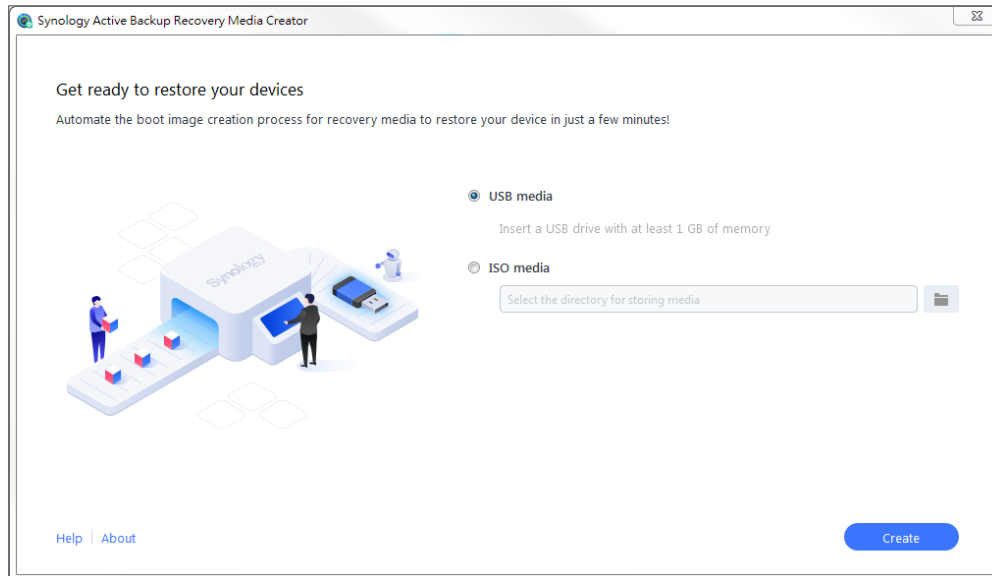 Synology Active Backup Recovery Media Creator
Get ready to restore your devices
Automate the boot image creation process for recovery media to restore your device in just a few minutes!
Synology
USB media
Insert a USB drive with at least 1 GB of memory
ISO media
Select the directory for storing media
Help
About
Create